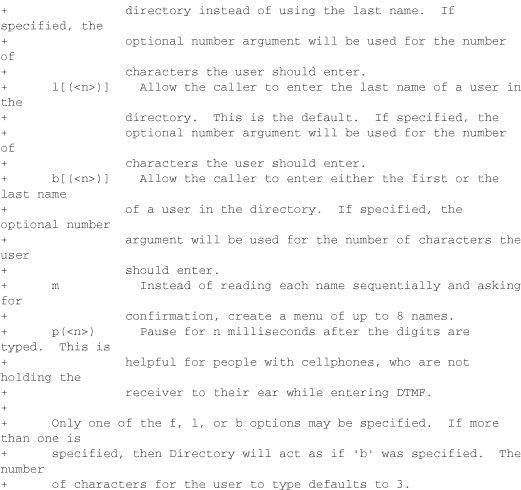 +                directory instead of using the last name.  If
specified, the
+                optional number argument will be used for the number
of
+                characters the user should enter.
+      l[(<n>)]    Allow the caller to enter the last name of a user in
the
+                directory.  This is the default.  If specified, the
+                optional number argument will be used for the number
of
+                characters the user should enter.
+      b[(<n>)]    Allow the caller to enter either the first or the
last name
+                of a user in the directory.  If specified, the
optional number
+                argument will be used for the number of characters the
user
+                should enter.
+      m           Instead of reading each name sequentially and asking
for
+                confirmation, create a menu of up to 8 names.
+      p(<n>)      Pause for n milliseconds after the digits are
typed.  This is
+                helpful for people with cellphones, who are not
holding the
+                receiver to their ear while entering DTMF.
+
+      Only one of the f, l, or b options may be specified.  If more
than one is
+      specified, then Directory will act as if 'b' was specified.  The
number
+      of characters for the user to type defaults to 3.